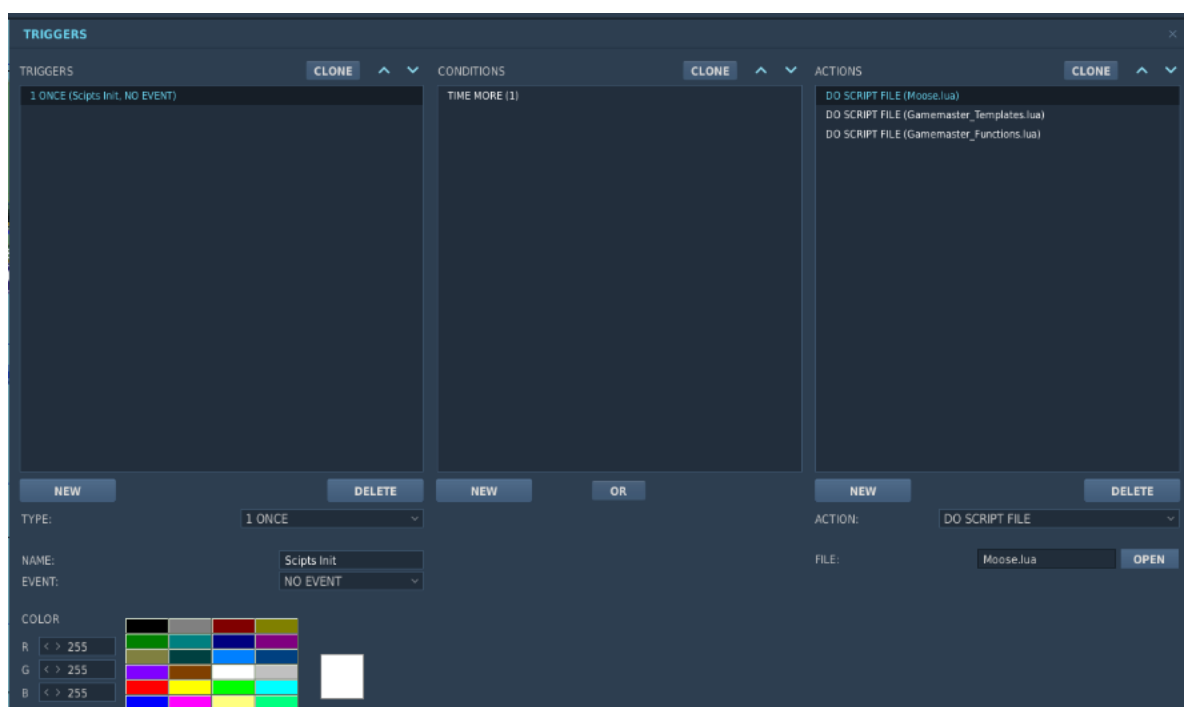 TRIGGERS
TRIGGERS CLONE CONDITIONS CLONE ACTIONS CLONE
1 ONCE (Scipts Init, NO EVENT) TIME MORE (1) DO SCRIPT FILE (Moose.lua)
DO SCRIPT FILE (Gamemaster_Templates.lua)
DO SCRIPT FILE (Gamemaster_Functions.lua)
NEW DELETE NEW OR NEW DELETE
TYPE: 1 ONCE ACTION: DO SCRIPT FILE
NAME: Scipts Init FILE: Moose.lua OPEN
EVENT: NO EVENT
COLOR
R < > 255
G < > 255
B < > 255